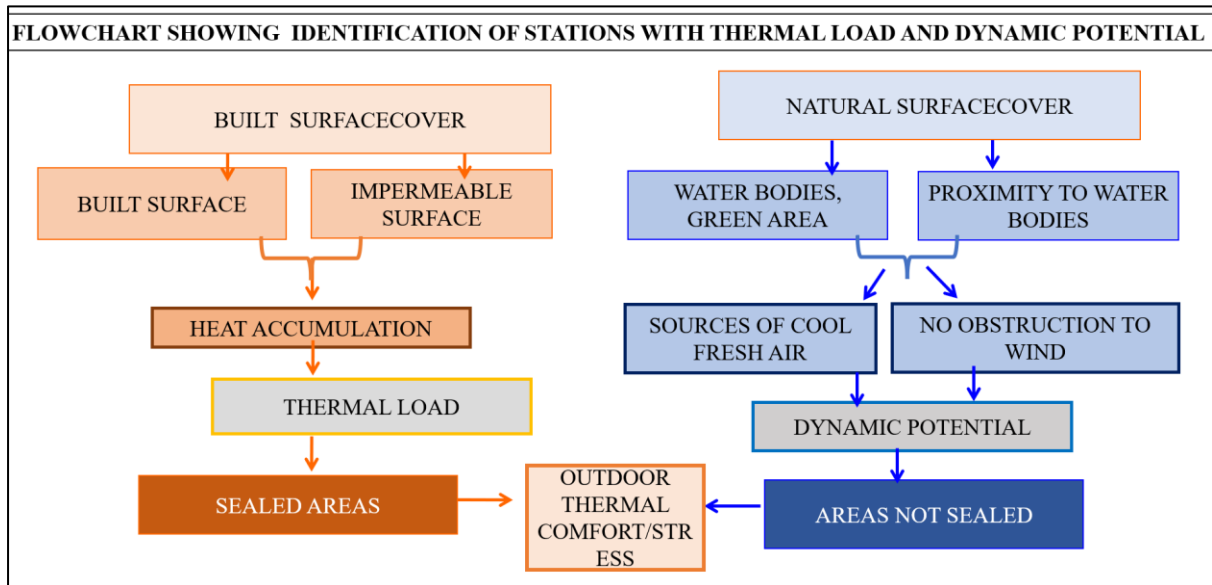 FLOWCHART SHOWING IDENTIFICATION OF STATIONS WITH THERMAL LOAD AND DYNAMIC POTENTIAL
BUILT SURFACECOVER
BUILT SURFACE
IMPERMEABLE
SURFACE
HEAT ACCUMULATION
THERMAL LOAD
SEALED AREAS
NATURAL SURFACECOVER
WATER BODIES,
GREEN AREA
PROXIMITY TO WATER
BODIES
SOURCES OF COOL
FRESH AIR
NO OBSTRUCTION TO
WIND
DYNAMIC POTENTIAL
AREAS NOT SEALED
OUTDOOR
THERMAL
COMFORT/STR
ESS